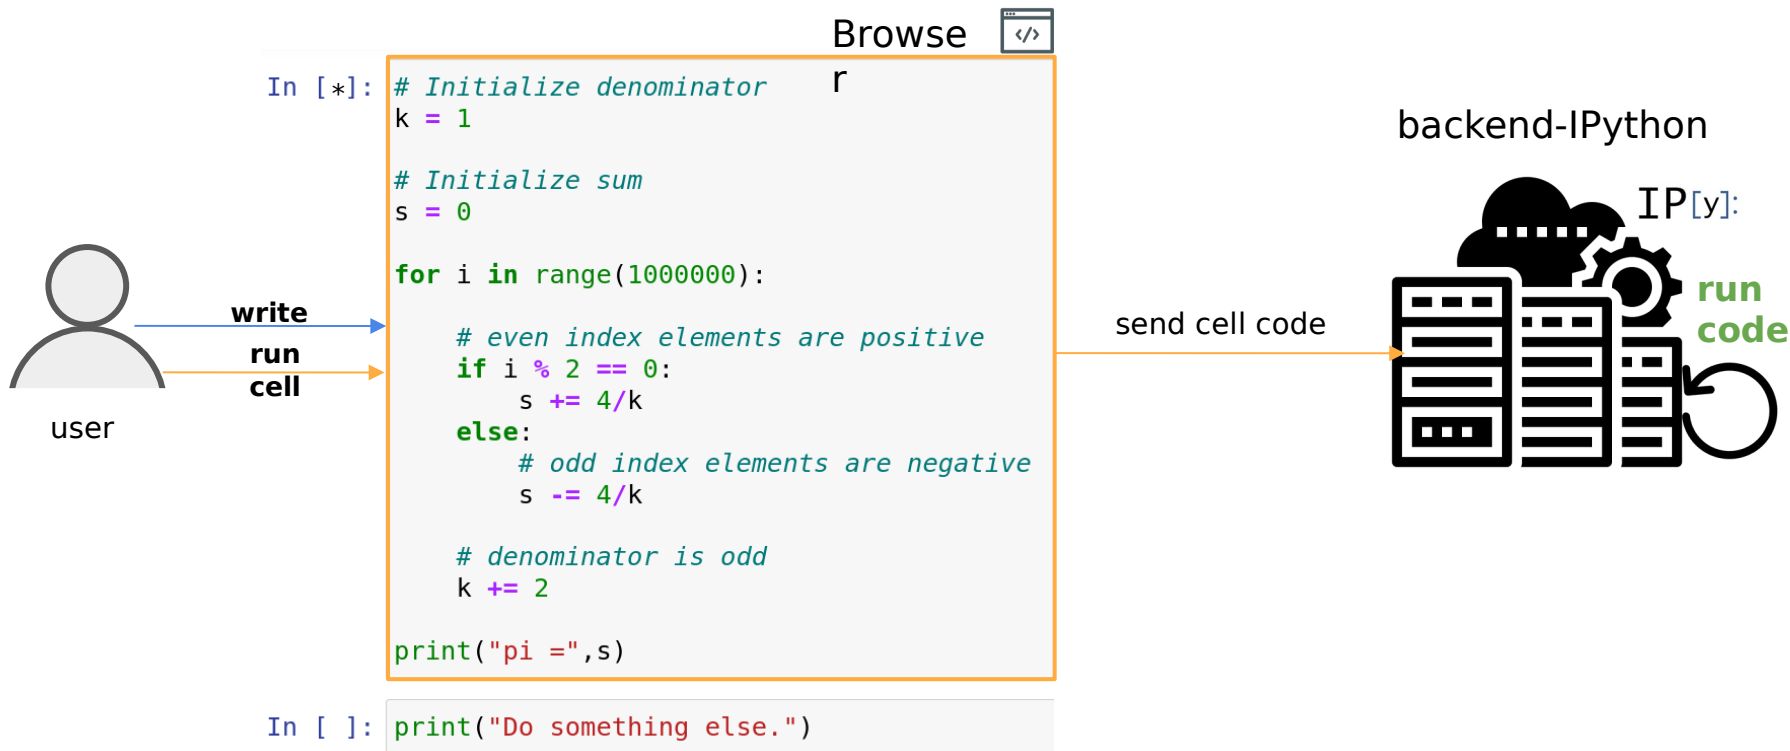 Browse
r
In [*]:
# Initialize denominator
k = 1
# Initialize sum
s = 0
for i in range(1000000):
    # even index elements are positive
    if i % 2 == 0:
        s += 4/k
    else:
        # odd index elements are negative
        s -= 4/k
    # denominator is odd
    k += 2
print("pi =",s)
In [ ]:
print("Do something else.")
write
run
cell
user
send cell code
backend-IPython
IP[y]:
run
code